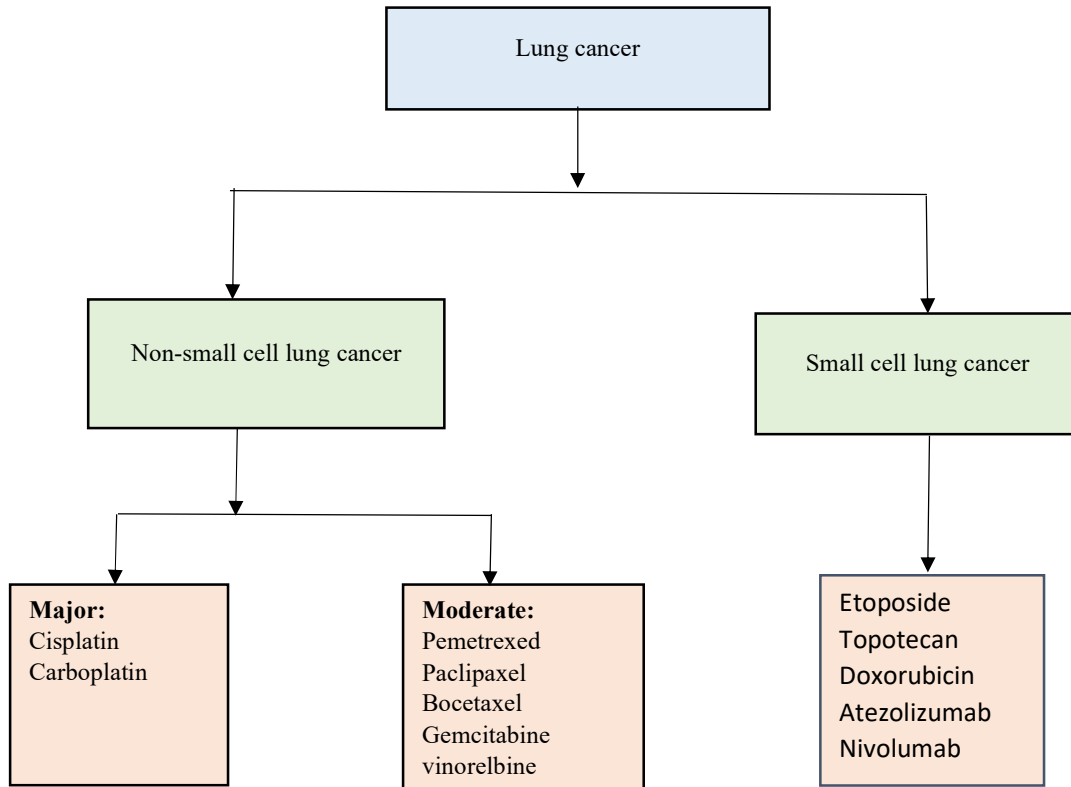 Lung cancer
Non-small cell lung cancer
Small cell lung cancer
Major:
Cisplatin
Carboplatin
Moderate:
Pemetrexed
Paclipaxel
Bocetaxel
Gemcitabine
vinorelbine
Etoposide
Topotecan
Doxorubicin
Atezolizumab
Nivolumab